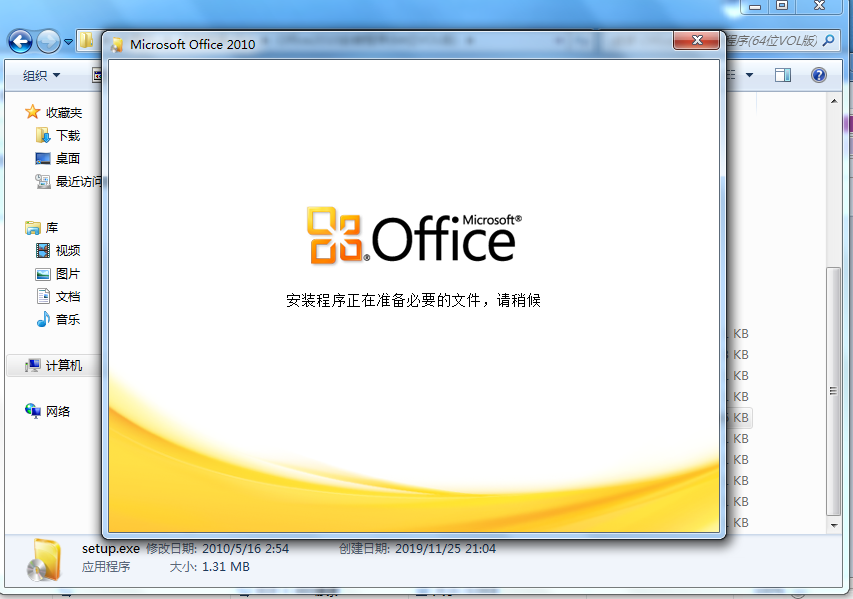 Microsoft Office 2010
程序(64位VOL版)
组织
收藏夹
下载
桌面
最近访问
库
视频
图片
文档
音乐
计算机
网络
Microsoft®
Office
安装程序正在准备必要的文件，请稍候
KB
KB
KB
KB
KB
KB
KB
KB
KB
KB
setup.exe 修改日期: 2010/5/16 2:54 创建日期: 2019/11/25 21:04
应用程序 大小: 1.31 MB